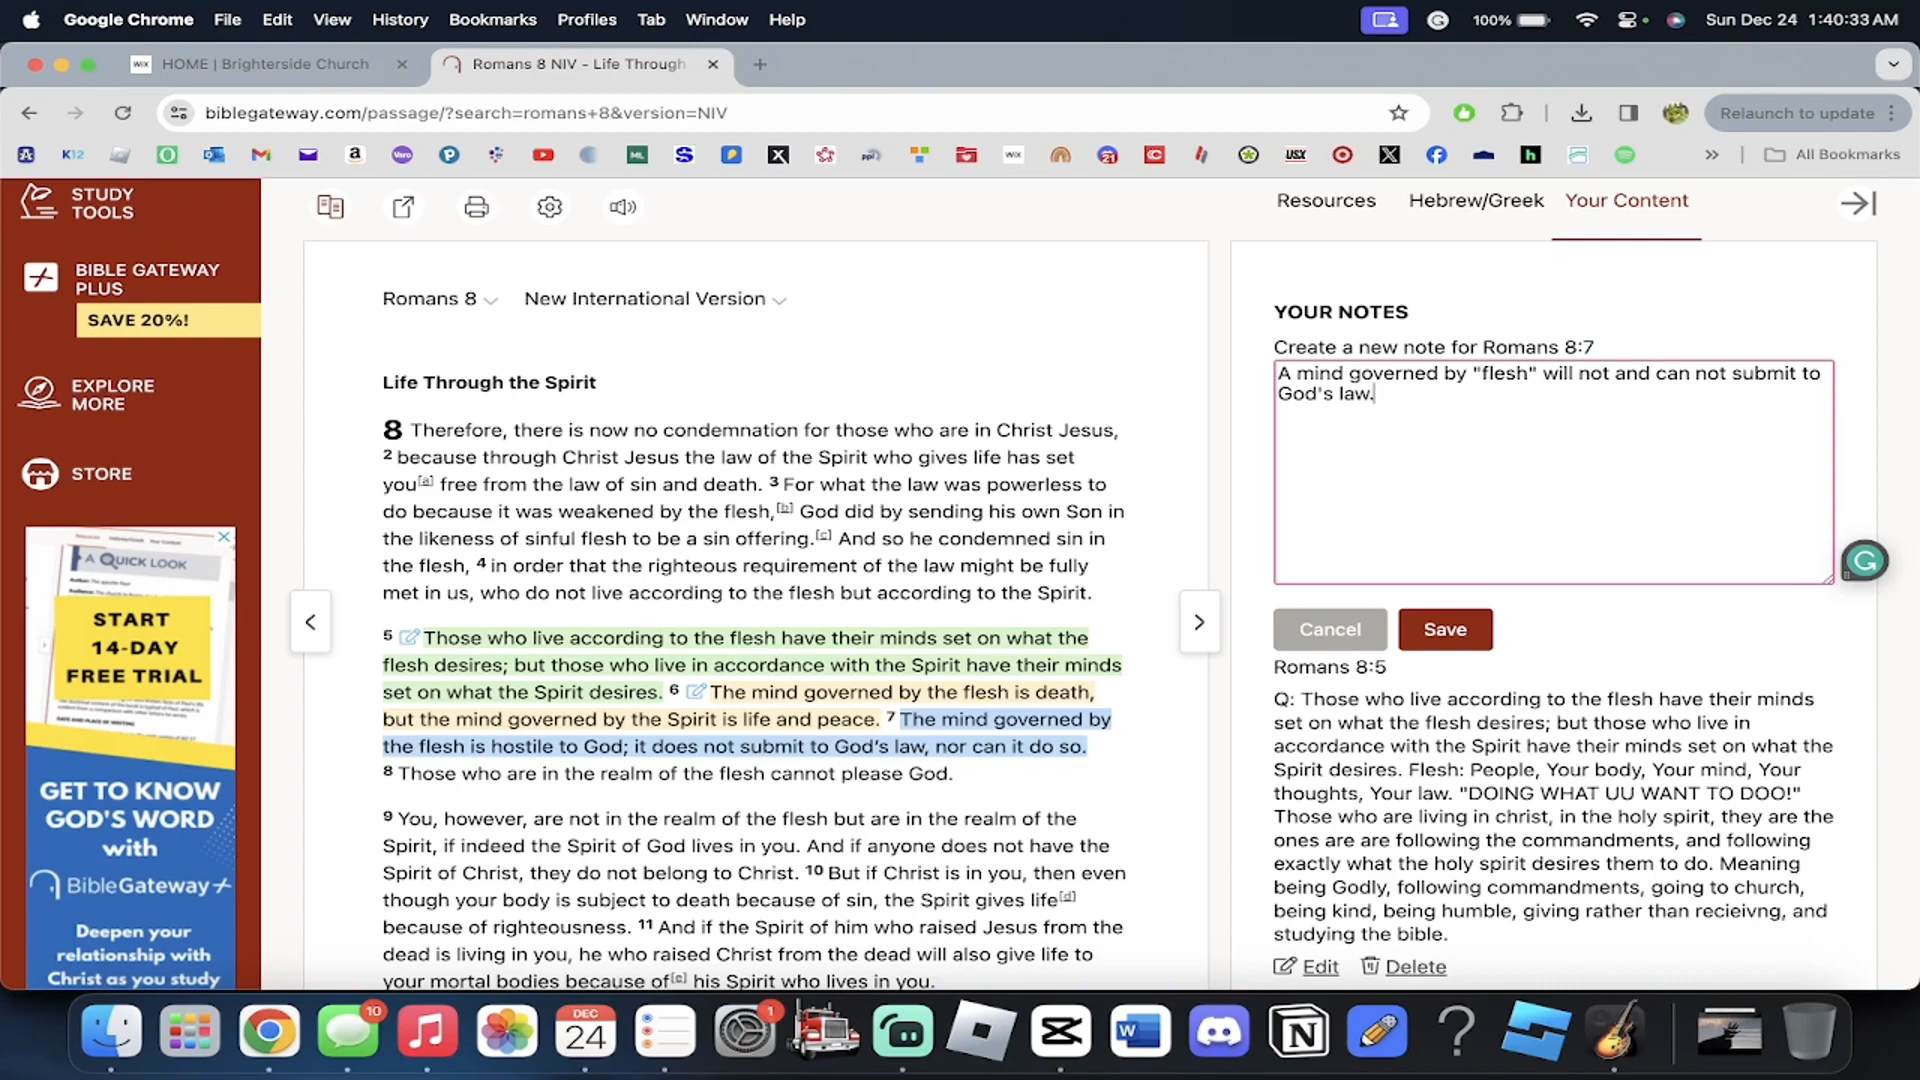 Google Chrome File Edit View History Bookmarks Profiles Tab Window Help 100% Sun Dec 24 1:40:33 AM
WIX HOME | Brighterside Church Romans 8 NIV - Life Through
biblegateway.com/passage/?search=romans+8&version=NIV Relaunch to update
K12 ML WIX 21 USX All Bookmarks
STUDY
TOOLS
BIBLE GATEWAY
PLUS
SAVE 20%!
EXPLORE
MORE
STORE
A QUICK LOOK
START
14-DAY
FREE TRIAL
GET TO KNOW
GOD'S WORD
with
BibleGateway+
Deepen your
relationship with
Christ as you study
Romans 8 New International Version
Life Through the Spirit
8 Therefore, there is now no condemnation for those who are in Christ Jesus,
2 because through Christ Jesus the law of the Spirit who gives life has set
you[a] free from the law of sin and death. 3 For what the law was powerless to
do because it was weakened by the flesh,[b] God did by sending his own Son in
the likeness of sinful flesh to be a sin offering.[c] And so he condemned sin in
the flesh, 4 in order that the righteous requirement of the law might be fully
met in us, who do not live according to the flesh but according to the Spirit.
5 Those who live according to the flesh have their minds set on what the
flesh desires; but those who live in accordance with the Spirit have their minds
set on what the Spirit desires. 6 The mind governed by the flesh is death,
but the mind governed by the Spirit is life and peace. 7 The mind governed by
the flesh is hostile to God; it does not submit to God's law, nor can it do so.
8 Those who are in the realm of the flesh cannot please God.
9 You, however, are not in the realm of the flesh but are in the realm of the
Spirit, if indeed the Spirit of God lives in you. And if anyone does not have the
Spirit of Christ, they do not belong to Christ. 10 But if Christ is in you, then even
though your body is subject to death because of sin, the Spirit gives life[d]
because of righteousness. 11 And if the Spirit of him who raised Jesus from the
dead is living in you, he who raised Christ from the dead will also give life to
your mortal bodies because of[e] his Spirit who lives in you.
Resources Hebrew/Greek Your Content
YOUR NOTES
Create a new note for Romans 8:7
A mind governed by "flesh" will not and can not submit to
God's law.
Cancel Save
Romans 8:5
Q: Those who live according to the flesh have their minds
set on what the flesh desires; but those who live in
accordance with the Spirit have their minds set on what the
Spirit desires. Flesh: People, Your body, Your mind, Your
thoughts, Your law. "DOING WHAT UU WANT TO DOO!"
Those who are living in christ, in the holy spirit, they are the
ones are are following the commandments, and following
exactly what the holy spirit desires them to do. Meaning
being Godly, following commandments, going to church,
being kind, being humble, giving rather than recieivng, and
studying the bible.
Edit Delete
10 DEC 24 1 W N ?